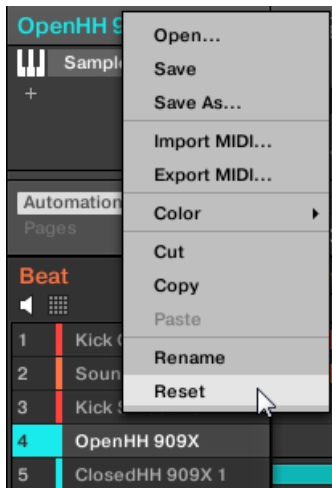 OpenHH 9
Open...
Save
Save As...
Import MIDI...
Export MIDI...
Color
Cut
Copy
Paste
Rename
Reset
Sampl
+
Automation
Pages
Beat
1 Kick
2 Soun
3 Kick
4 OpenHH 909X
5 ClosedHH 909X 1